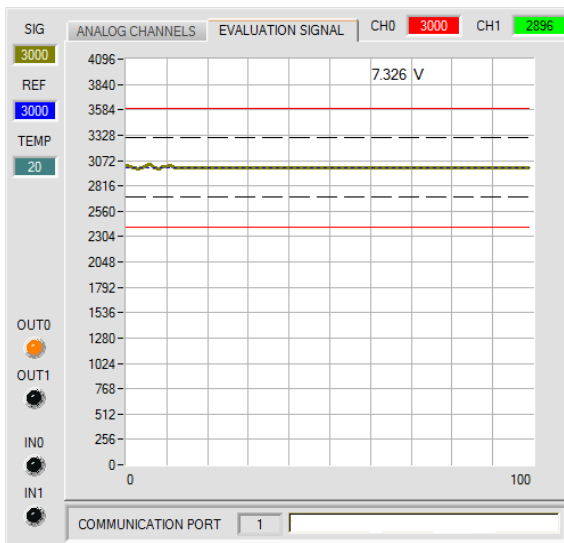 SIG
3000
REF
3000
TEMP
20
OUT0
OUT1
IN0
IN1
ANALOG CHANNELS
EVALUATION SIGNAL
CH0 3000
CH1 2896
7.326 V
4096
3840
3584
3328
3072
2816
2560
2304
2048
1792
1536
1280
1024
768
512
256
0
0 100
COMMUNICATION PORT 1